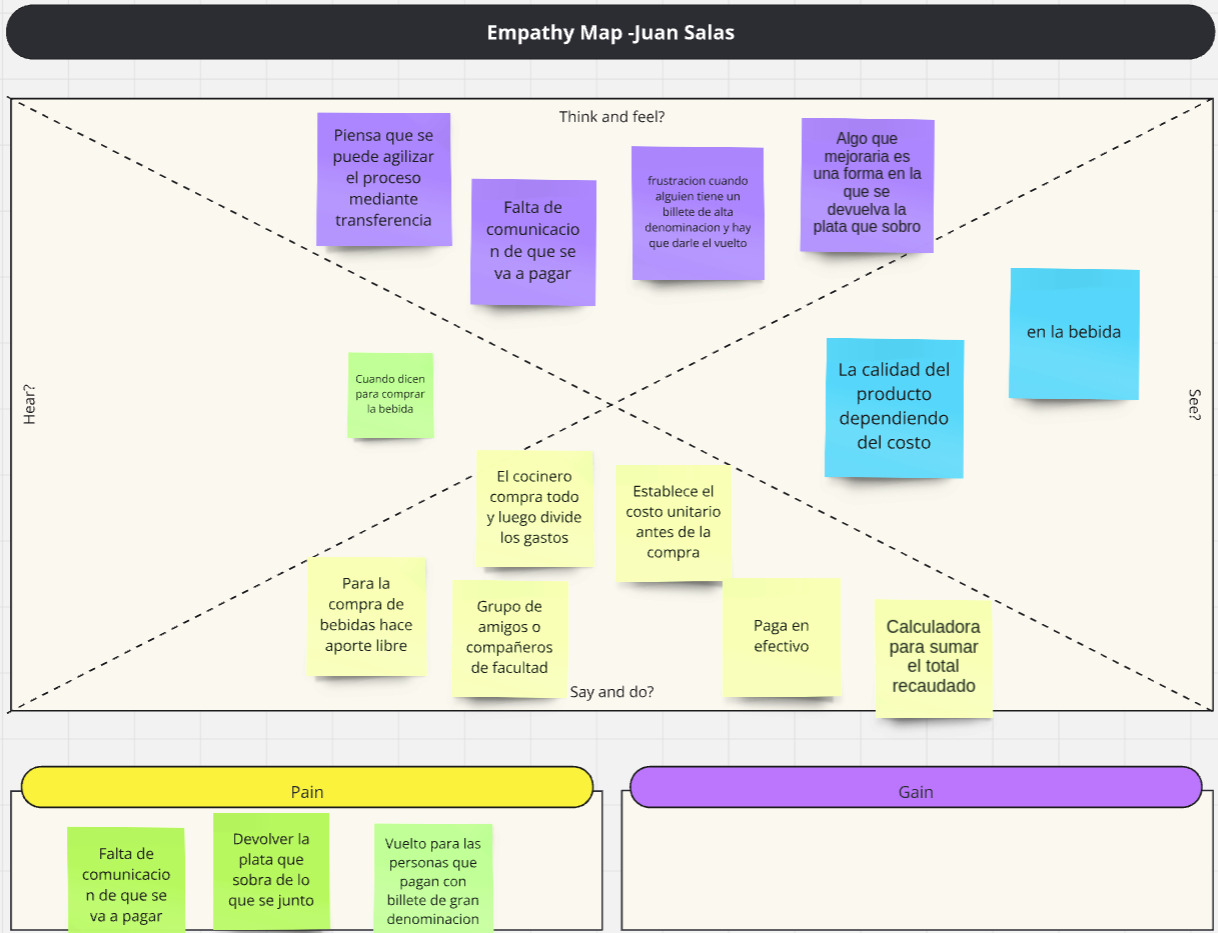 Empathy Map -Juan Salas
Think and feel?
Piensa que se
puede agilizar
el proceso
mediante
transferencia
Falta de
comunicacio
n de que se
va a pagar
frustracion cuando
alguien tiene un
billete de alta
denominacion y hay
que darle el vuelto
Algo que
mejoraria es
una forma en la
que se
devuelva la
plata que sobro
Hear?
Cuando dicen
para comprar
la bebida
La calidad del
producto
dependiendo
del costo
en la bebida
See?
El cocinero
compra todo
y luego divide
los gastos
Establece el
costo unitario
antes de la
compra
Para la
compra de
bebidas hace
aporte libre
Grupo de
amigos o
compañeros
de facultad
Say and do?
Paga en
efectivo
Calculadora
para sumar
el total
recaudado
Pain
Falta de
comunicacio
n de que se
va a pagar
Devolver la
plata que
sobra de lo
que se junto
Vuelto para las
personas que
pagan con
billete de gran
denominacion
Gain